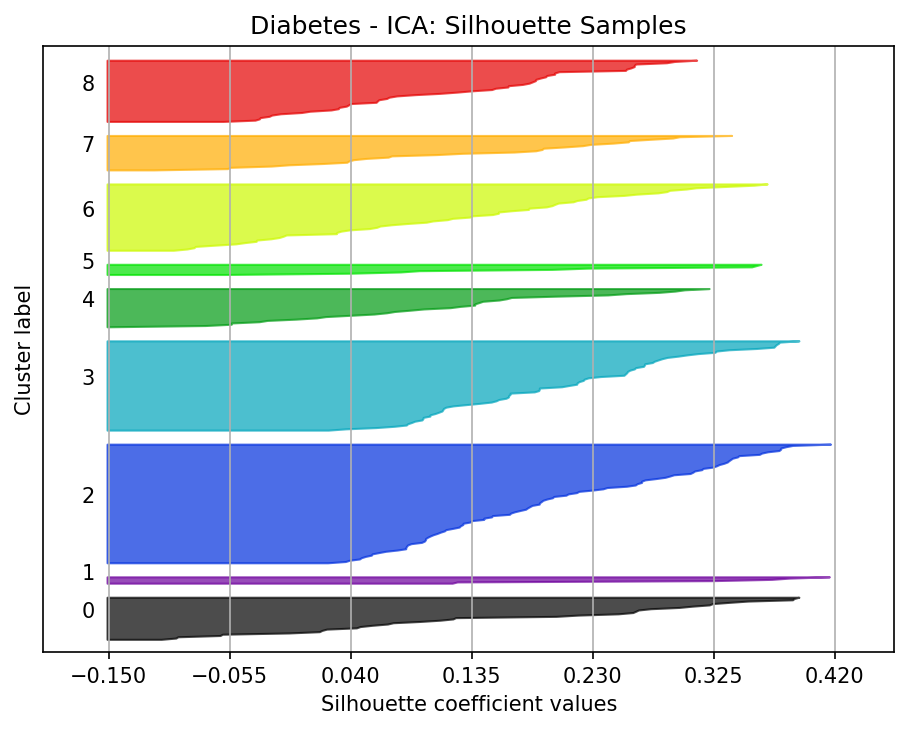 Diabetes - ICA: Silhouette Samples
8
7
6
5
4
3
2
1
0
Cluster label
−0.150 −0.055 0.040 0.135 0.230 0.325 0.420
Silhouette coefficient values